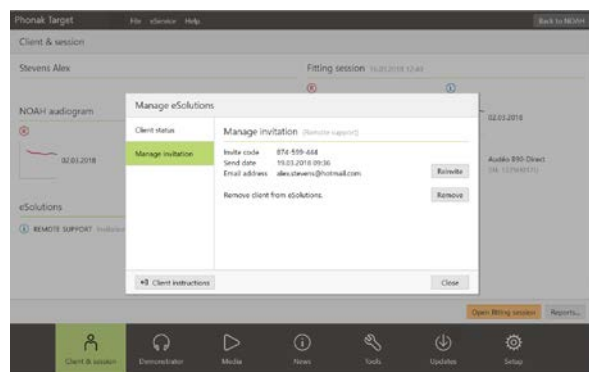 Phonak Target
File eService Help
Back to NOAH
Client & session
Stevens Alex
Fitting session
NOAH audiogram
02.03.2018
02.03.2018
Audéo B90-Direct
eSolutions
REMOTE SUPPORT
Manage eSolutions
Client status
Manage invitation
Manage invitation (Remote support)
Invite code 874-599-444
Send date 19.03.2018 09:36
Email address alex.stevens@hotmail.com
Reinvite
Remove client from eSolutions.
Remove
Client instructions
Close
Open fitting session
Reports...
Client & session
Demonstrator
Media
News
Tools
Updates
Setup